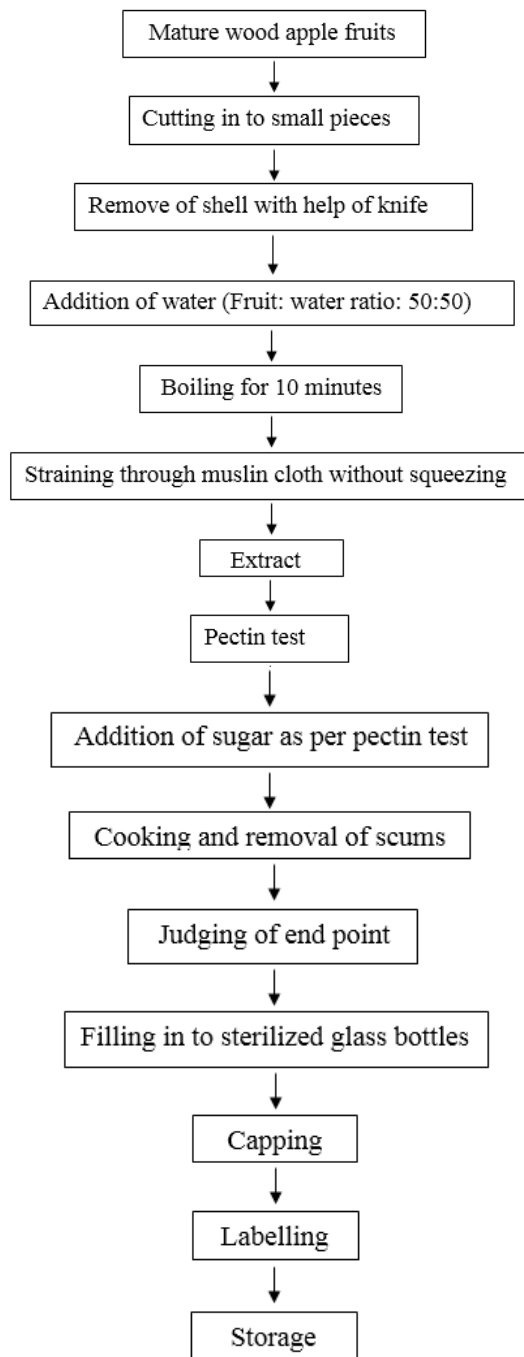 Mature wood apple fruits
Cutting in to small pieces
Remove of shell with help of knife
Addition of water (Fruit: water ratio: 50:50)
Boiling for 10 minutes
Straining through muslin cloth without squeezing
Extract
Pectin test
Addition of sugar as per pectin test
Cooking and removal of scums
Judging of end point
Filling in to sterilized glass bottles
Capping
Labelling
Storage